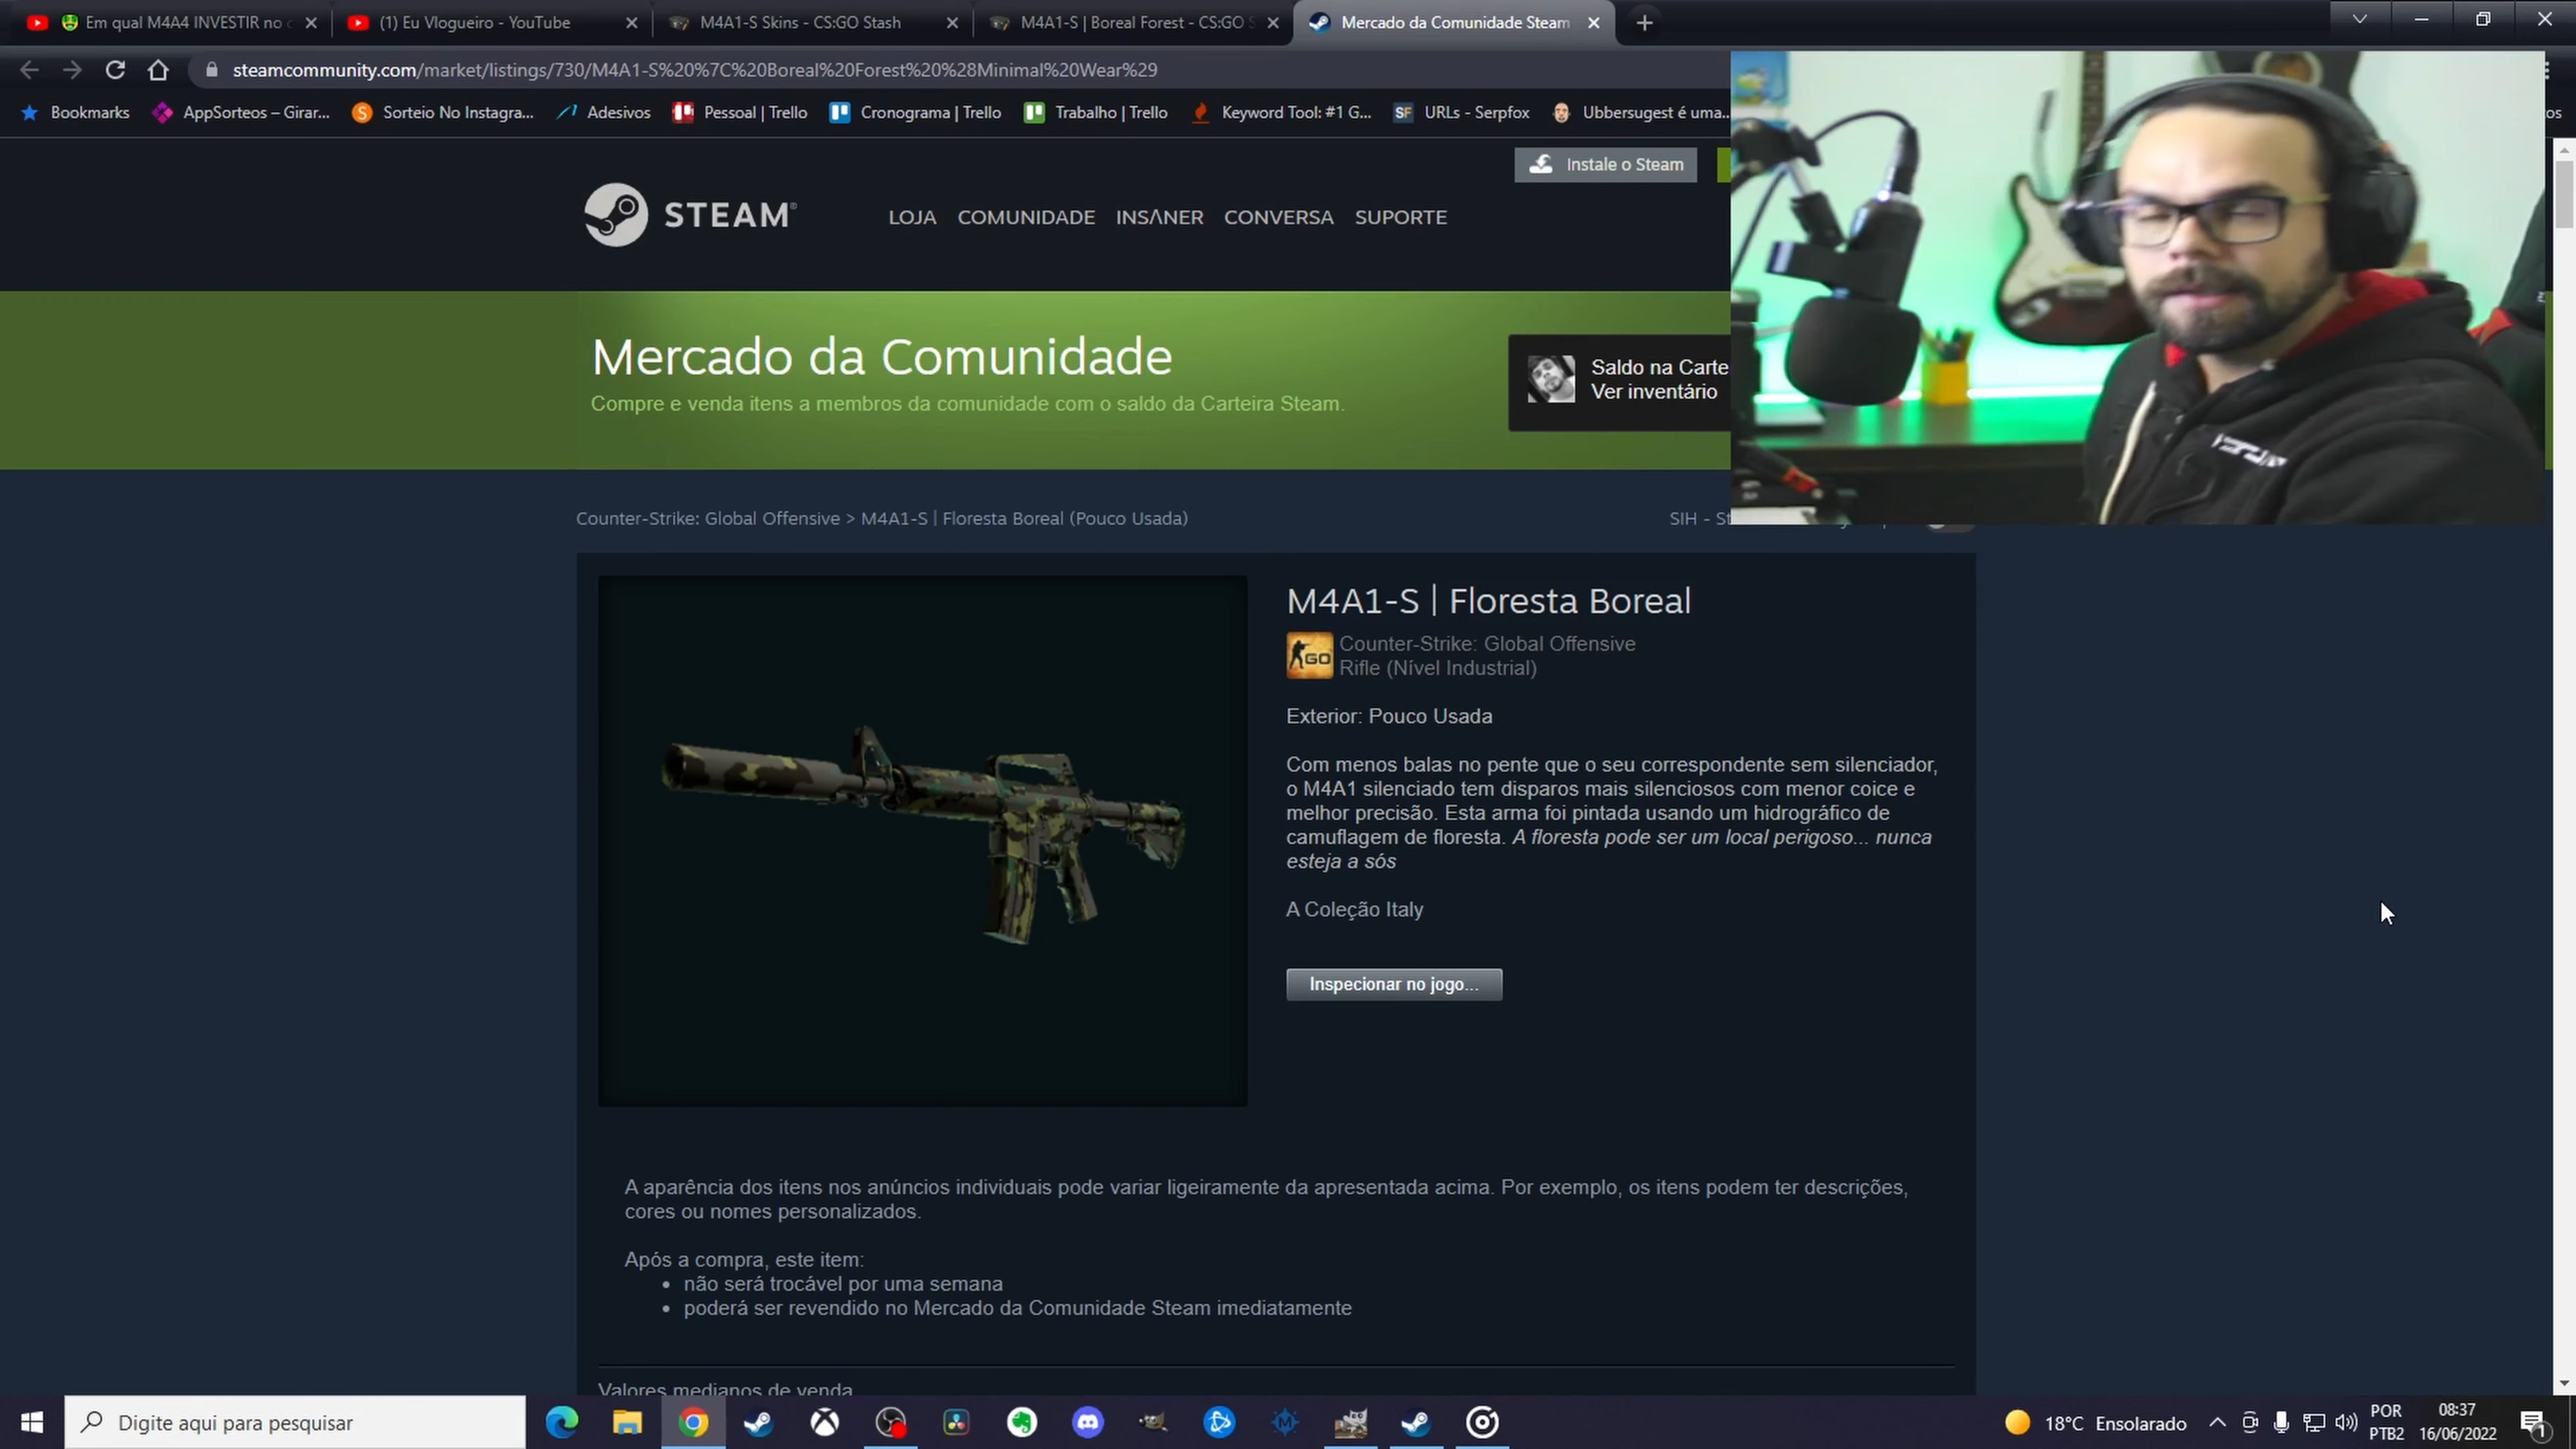 Em qual M4A4 INVESTIR no
(1) Eu Vlogueiro - YouTube
M4A1-S Skins - CS:GO Stash
M4A1-S | Boreal Forest - CS:GO
Mercado da Comunidade Steam
steamcommunity.com/market/listings/730/M4A1-S%20%7C%20Boreal%20Forest%20%28Minimal%20Wear%29
Bookmarks
AppSorteos – Girar...
Sorteio No Instagra...
Adesivos
Pessoal | Trello
Cronograma | Trello
Trabalho | Trello
Keyword Tool: #1 G...
SF URLs - Serpfox
Ubbersugest é uma...
Instale o Steam
STEAM
LOJA COMUNIDADE INSΛNER CONVERSA SUPORTE
Mercado da Comunidade
Compre e venda itens a membros da comunidade com o saldo da Carteira Steam.
Saldo na Carte
Ver inventário
Counter-Strike: Global Offensive > M4A1-S | Floresta Boreal (Pouco Usada)
SIH - St
M4A1-S | Floresta Boreal
GO
Counter-Strike: Global Offensive
Rifle (Nível Industrial)
Exterior: Pouco Usada
Com menos balas no pente que o seu correspondente sem silenciador,
o M4A1 silenciado tem disparos mais silenciosos com menor coice e
melhor precisão. Esta arma foi pintada usando um hidrográfico de
camuflagem de floresta. A floresta pode ser um local perigoso... nunca
esteja a sós
A Coleção Italy
Inspecionar no jogo...
A aparência dos itens nos anúncios individuais pode variar ligeiramente da apresentada acima. Por exemplo, os itens podem ter descrições,
cores ou nomes personalizados.
Após a compra, este item:
• não será trocável por uma semana
• poderá ser revendido no Mercado da Comunidade Steam imediatamente
Valores medianos de venda
Digite aqui para pesquisar
18°C Ensolarado
POR
PTB2
08:37
16/06/2022
1